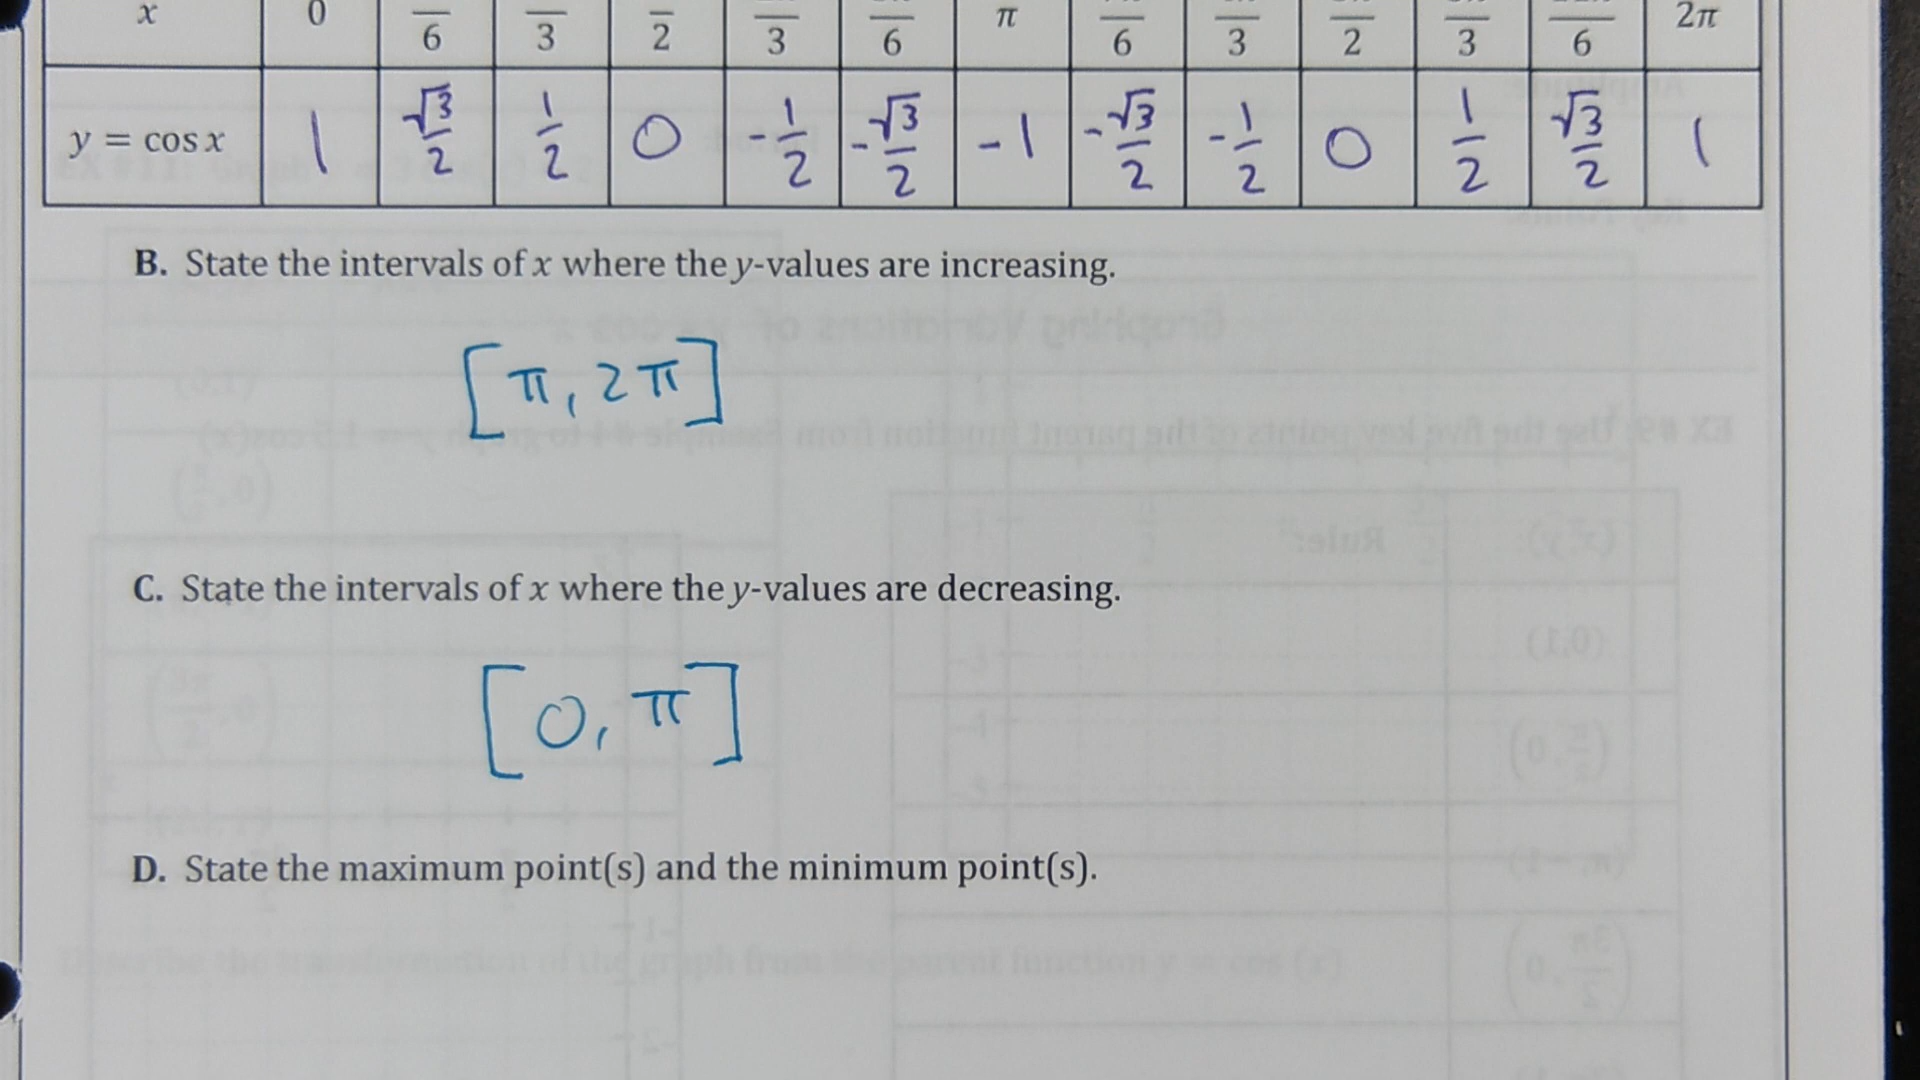 x 0 6 3 2 3 6 π 6 3 2 3 6 2π
y = cos x 1 √3/2 1/2 0 -1/2 -√3/2 -1 -√3/2 -1/2 0 1/2 √3/2 1
B. State the intervals of x where the y-values are increasing.
[π, 2π]
C. State the intervals of x where the y-values are decreasing.
[0, π]
D. State the maximum point(s) and the minimum point(s).